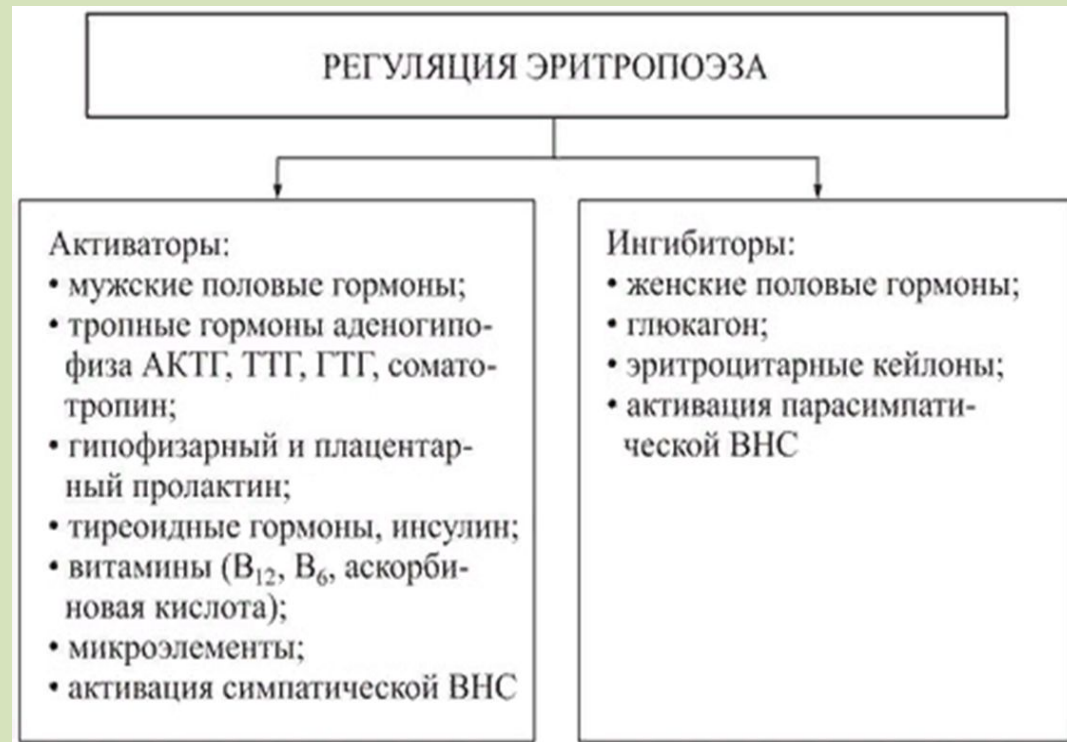 РЕГУЛЯЦИЯ ЭРИТРОПОЭЗА
Активаторы:
• мужские половые гормоны;
• тропные гормоны аденогипо-
физа АКТГ, ТТГ, ГТГ, сомато-
тропин;
• гипофизарный и плацентар-
ный пролактин;
• тиреоидные гормоны, инсулин;
• витамины (B₁₂, B₆, аскорби-
новая кислота);
• микроэлементы;
• активация симпатической ВНС
Ингибиторы:
• женские половые гормоны;
• глюкагон;
• эритроцитарные кейлоны;
• активация парасимпати-
ческой ВНС